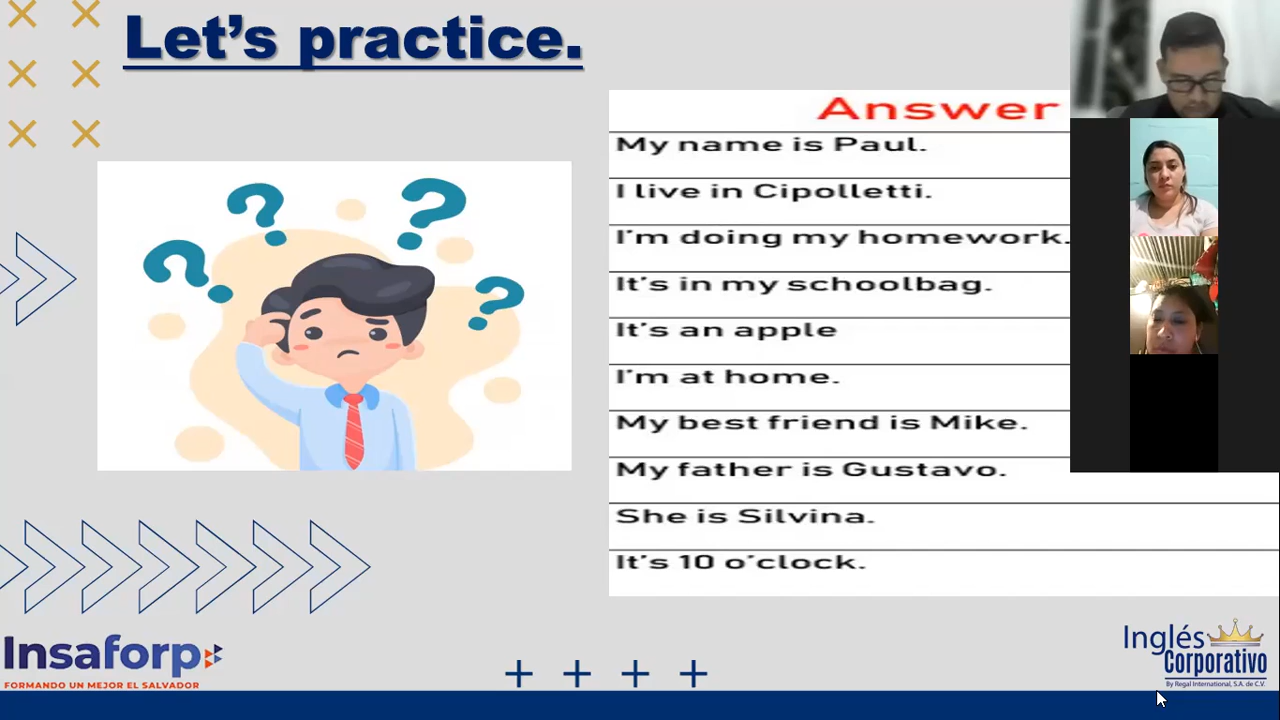 Let's practice.
Answer
My name is Paul.
I live in Cipolletti.
I'm doing my homework.
It's in my schoolbag.
It's an apple
I'm at home.
My best friend is Mike.
My father is Gustavo.
She is Silvina.
It's 10 o'clock.
Insaforp
FORMANDO UN MEJOR EL SALVADOR
Inglés
Corporativo
By Regal International, S.A. de C.V.